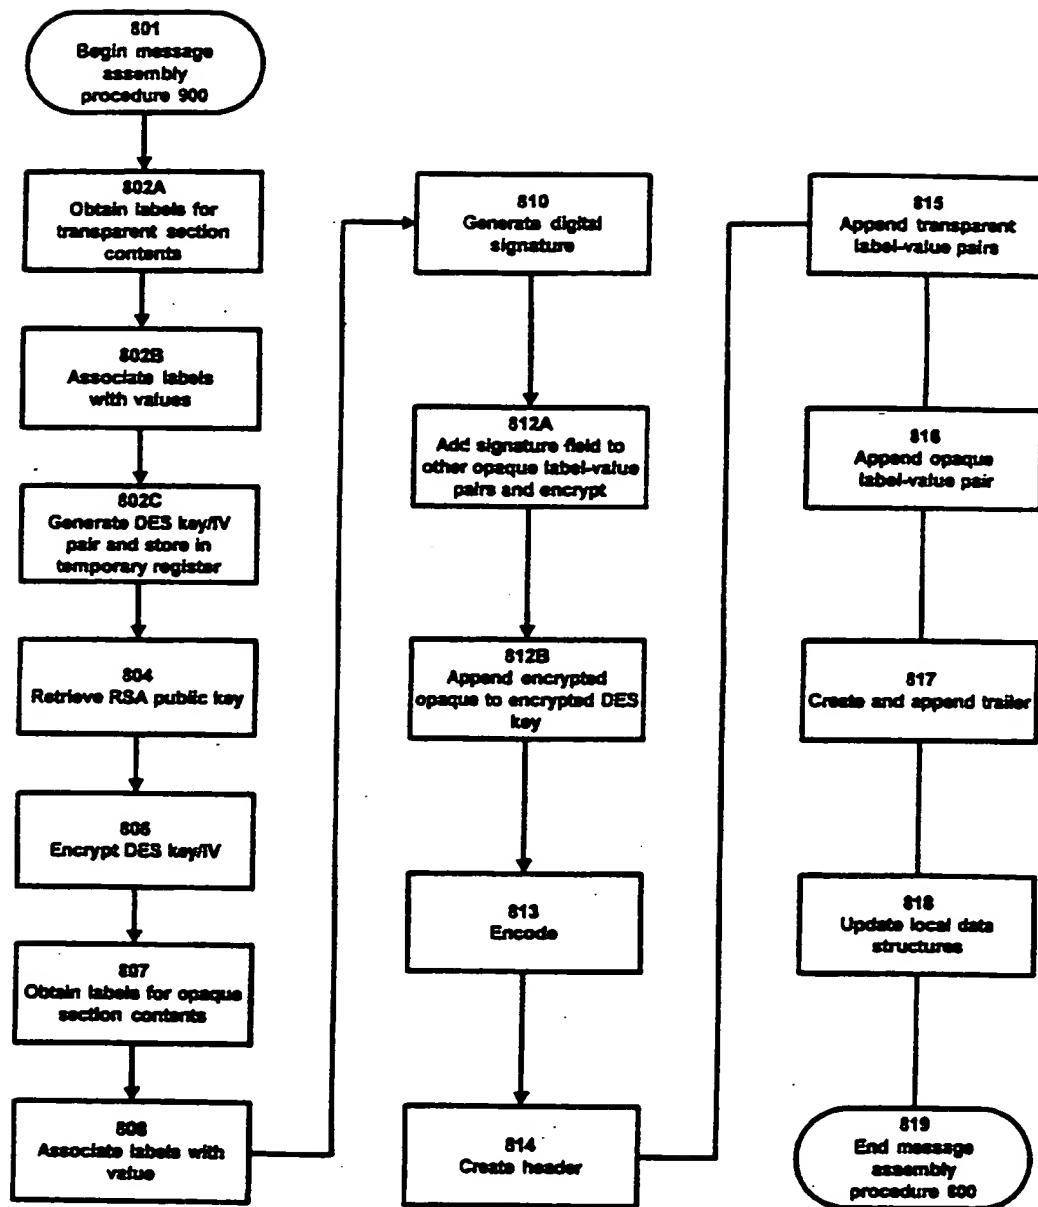 801
Begin message
assembly
procedure 900
802A
Obtain labels for
transparent section
contents
802B
Associate labels
with values
802C
Generate DES key/IV
pair and store in
temporary register
804
Retrieve RSA public key
806
Encrypt DES key/IV
807
Obtain labels for opaque
section contents
808
Associate labels with
value
810
Generate digital
signature
812A
Add signature field to
other opaque label-value
pairs and encrypt
812B
Append encrypted
opaque to encrypted DES
key
813
Encode
814
Create header
815
Append transparent
label-value pairs
816
Append opaque
label-value pair
817
Create and append trailer
818
Update local data
structures
819
End message
assembly
procedure 800